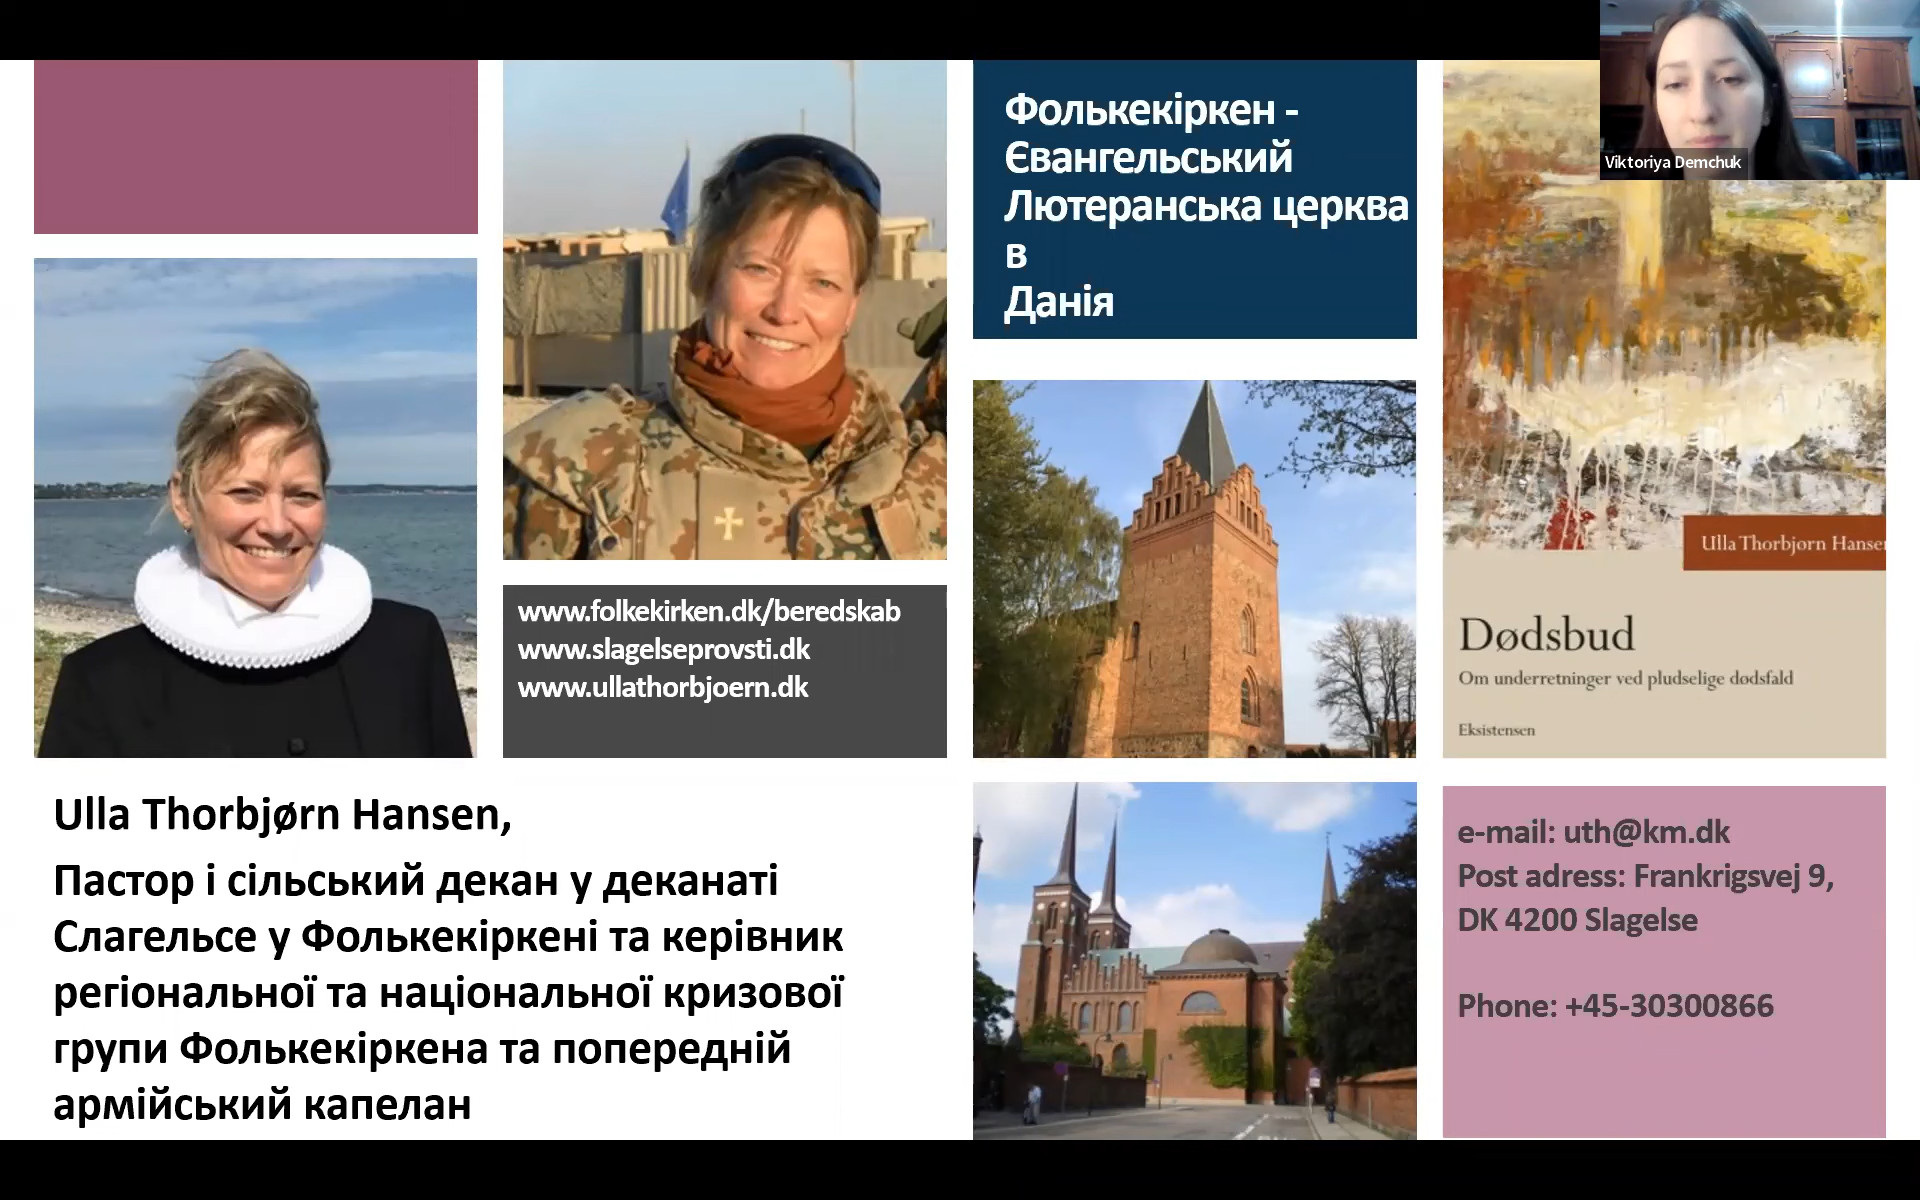 Фолькекіркен -
Євангельський
Лютеранська церква
в
Данія
Viktoriya Demchuk
www.folkekirken.dk/beredskab
www.slagelseprovsti.dk
www.ullathorbjoern.dk
Ulla Thorbjørn Hansen
Dødsbud
Om underretninger ved pludselige dødsfald
Eksistensen
Ulla Thorbjørn Hansen,
Пастор і сільський декан у деканаті
Слагельсе у Фолькекіркені та керівник
регіональної та національної кризової
групи Фолькекіркена та попередній
армійський капелан
e-mail: uth@km.dk
Post adress: Frankrigsvej 9,
DK 4200 Slagelse
Phone: +45-30300866